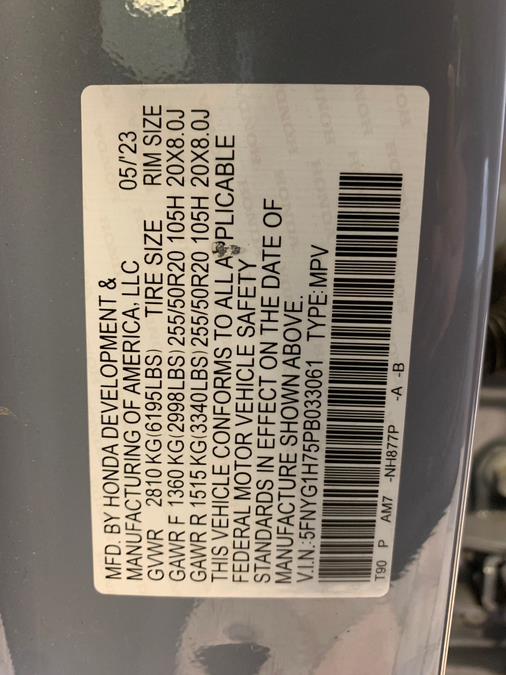 MFD. BY HONDA DEVELOPMENT &
MANUFACTURING OF AMERICA, LLC 05/'23
GVWR 2810 KG(6195LBS) TIRE SIZE RIM SIZE
GAWR F 1360 KG(2998LBS) 255/50R20 105H 20X8.0J
GAWR R 1515 KG(3340LBS) 255/50R20 105H 20X8.0J
THIS VEHICLE CONFORMS TO ALL APPLICABLE
FEDERAL MOTOR VEHICLE SAFETY
STANDARDS IN EFFECT ON THE DATE OF
MANUFACTURE SHOWN ABOVE.
V.I.N.:5FNYG1H75PB033061 TYPE:MPV
T90 P AM7 -NH877P -A -B
HONDA HONDA HONDA